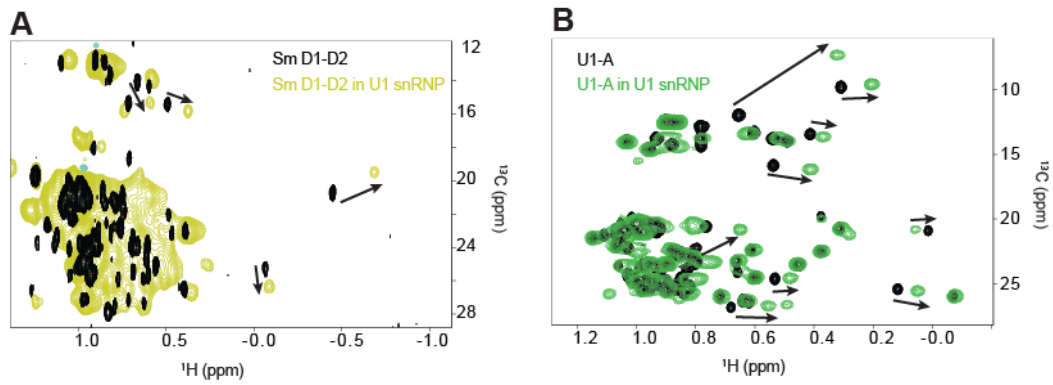 A
Sm D1-D2
Sm D1-D2 in U1 snRNP
12
16
20
24
28
¹³C (ppm)
1.0 0.5 0.0 -0.0 -1.0
¹H (ppm)
B
U1-A
U1-A in U1 snRNP
10
15
20
25
¹³C (ppm)
1.2 1.0 0.8 0.6 0.4 0.2 -0.0
¹H (ppm)